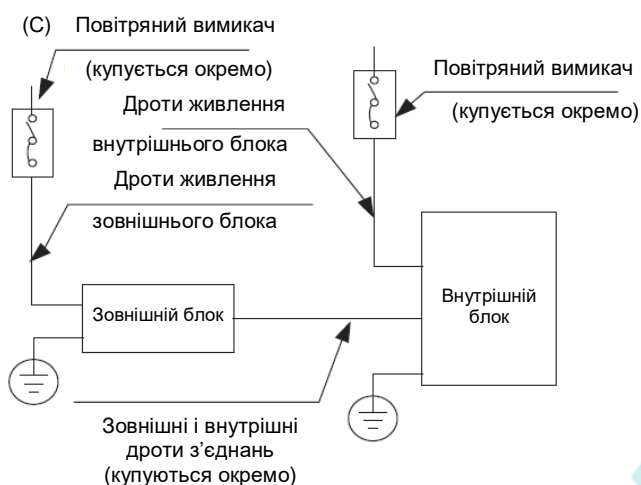 (C) Повітряний вимикач
(купується окремо)
Дроти живлення
внутрішнього блока
Дроти живлення
зовнішнього блока
Повітряний вимикач
(купується окремо)
Зовнішній блок
Внутрішній
блок
Зовнішні і внутрішні
дроти з’єднань
(купуються окремо)